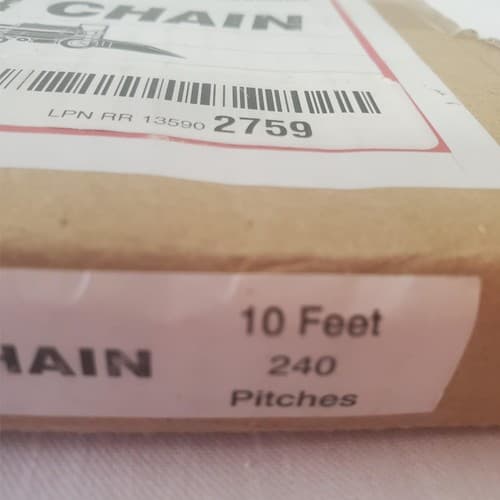 CHAIN
LPN RR 13590 2759
HAIN
10 Feet
240
Pitches